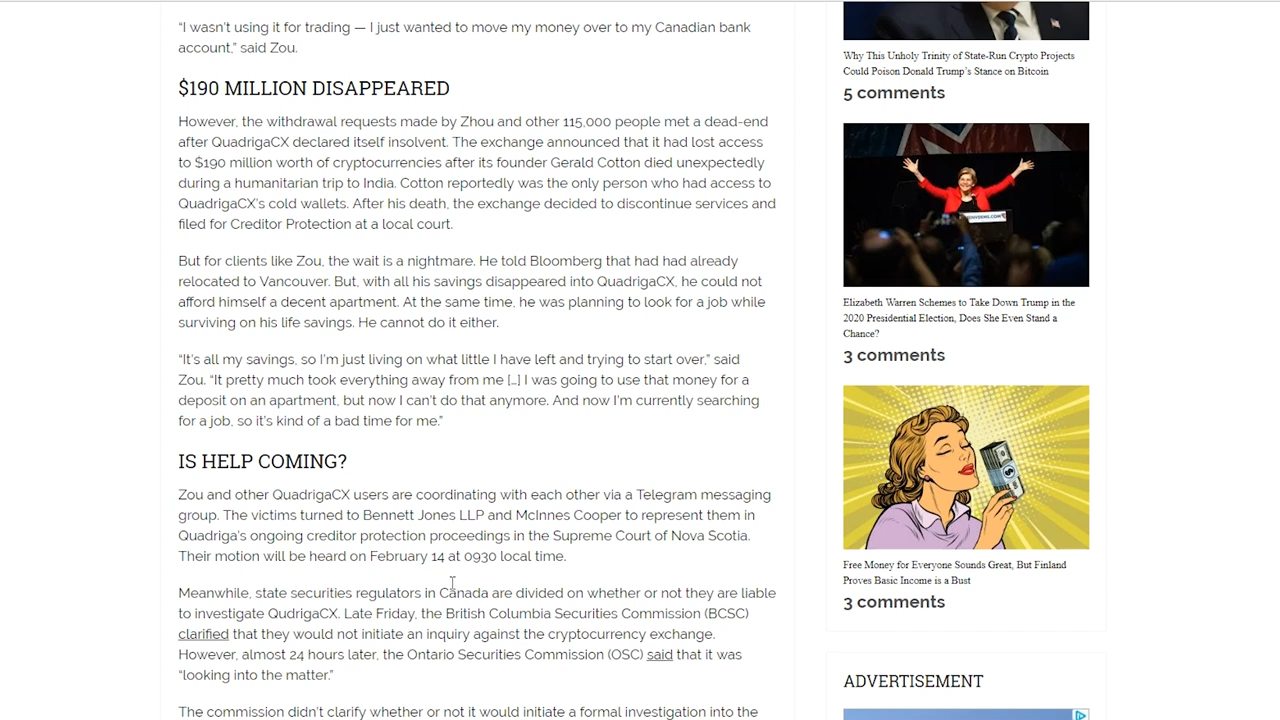 “I wasn't using it for trading — I just wanted to move my money over to my Canadian bank
account,” said Zou.
$190 MILLION DISAPPEARED
However, the withdrawal requests made by Zhou and other 115,000 people met a dead-end
after QuadrigaCX declared itself insolvent. The exchange announced that it had lost access
to $190 million worth of cryptocurrencies after its founder Gerald Cotton died unexpectedly
during a humanitarian trip to India. Cotton reportedly was the only person who had access to
QuadrigaCX's cold wallets. After his death, the exchange decided to discontinue services and
filed for Creditor Protection at a local court.
But for clients like Zou, the wait is a nightmare. He told Bloomberg that had had already
relocated to Vancouver. But, with all his savings disappeared into QuadrigaCX, he could not
afford himself a decent apartment. At the same time, he was planning to look for a job while
surviving on his life savings. He cannot do it either.
“It's all my savings, so I'm just living on what little I have left and trying to start over,” said
Zou. “It pretty much took everything away from me […] I was going to use that money for a
deposit on an apartment, but now I can't do that anymore. And now I'm currently searching
for a job, so it's kind of a bad time for me.”
IS HELP COMING?
Zou and other QuadrigaCX users are coordinating with each other via a Telegram messaging
group. The victims turned to Bennett Jones LLP and McInnes Cooper to represent them in
Quadriga's ongoing creditor protection proceedings in the Supreme Court of Nova Scotia.
Their motion will be heard on February 14 at 0930 local time.
Meanwhile, state securities regulators in Canada are divided on whether or not they are liable
to investigate QudrigaCX. Late Friday, the British Columbia Securities Commission (BCSC)
clarified that they would not initiate an inquiry against the cryptocurrency exchange.
However, almost 24 hours later, the Ontario Securities Commission (OSC) said that it was
“looking into the matter.”
The commission didn't clarify whether or not it would initiate a formal investigation into the
Why This Unholy Trinity of State-Run Crypto Projects
Could Poison Donald Trump's Stance on Bitcoin
5 comments
Elizabeth Warren Schemes to Take Down Trump in the
2020 Presidential Election, Does She Even Stand a
Chance?
3 comments
Free Money for Everyone Sounds Great, But Finland
Proves Basic Income is a Bust
3 comments
ADVERTISEMENT